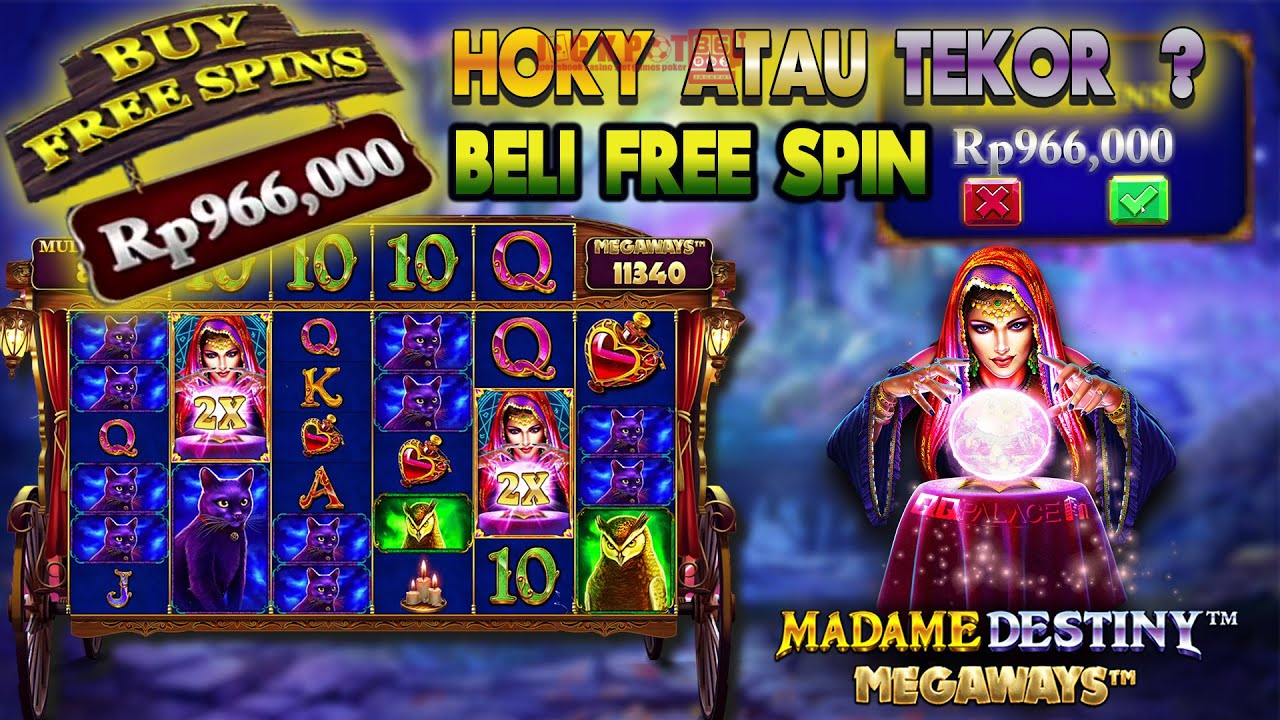 BUY
FREE SPINS
Rp966,000
HOKY ATAU TEKOR ?
BELI FREE SPIN
Rp966,000
10 10 10 Q
MEGAWAYS™
11340
Q Q
2X
K
Q
2X
A
J
10
PALACE
MADAME DESTINY™
MEGAWAYS™